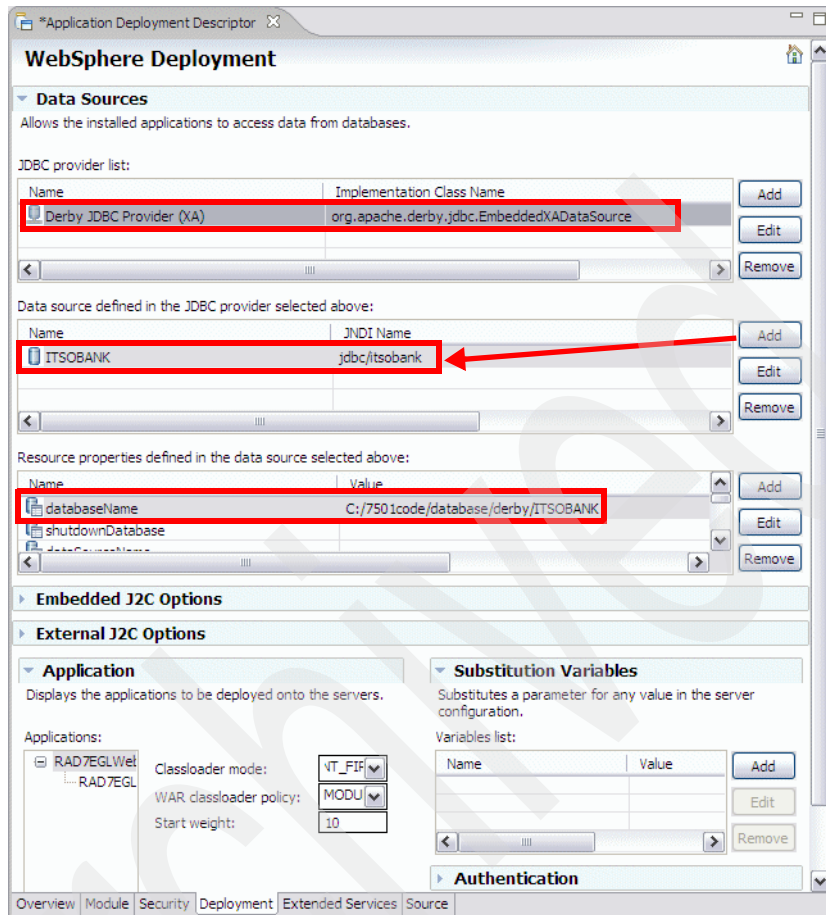 *Application Deployment Descriptor
WebSphere Deployment
Data Sources
Allows the installed applications to access data from databases.
JDBC provider list:
Name Implementation Class Name
Derby JDBC Provider (XA) org.apache.derby.jdbc.EmbeddedXADataSource
Add
Edit
Remove
Data source defined in the JDBC provider selected above:
Name JNDI Name
ITSOBANK jdbc/itsobank
Add
Edit
Remove
Resource properties defined in the data source selected above:
Name Value
databaseName C:/7501code/database/derby/ITSOBANK
shutdownDatabase
dataSourceName
Add
Edit
Remove
Embedded J2C Options
External J2C Options
Application
Displays the applications to be deployed onto the servers.
Applications:
RAD7EGLWeb
RAD7EGL
Classloader mode: NT_FIR
WAR classloader policy: MODU
Start weight: 10
Substitution Variables
Substitutes a parameter for any value in the server
configuration.
Variables list:
Name Value
Add
Edit
Remove
Authentication
Overview Module Security Deployment Extended Services Source